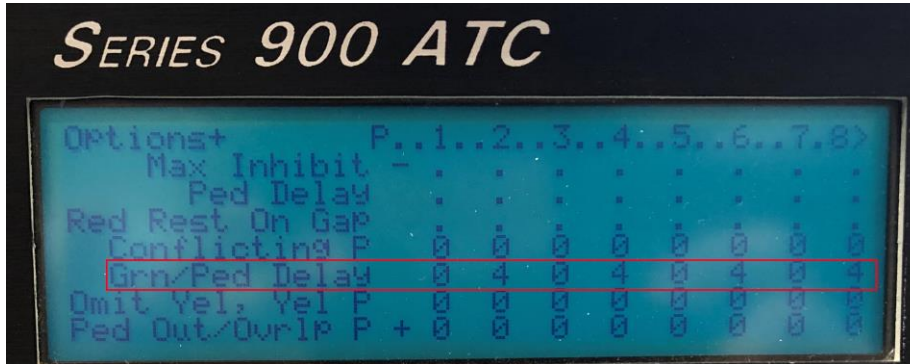 SERIES 900 ATC
Options+ P..1..2..3..4..5..6..7.8>
Max Inhibit - . . . . . . . .
Ped Delay . . . . . . . .
Red Rest On Gap . . . . . . . .
Conflicting P 0 0 0 0 0 0 0 0
Grn/Ped Delay 0 4 0 4 0 4 0 4
Omit Yel, Yel P 0 0 0 0 0 0 0 0
Ped Out/Ovrlp P + 0 0 0 0 0 0 0 0